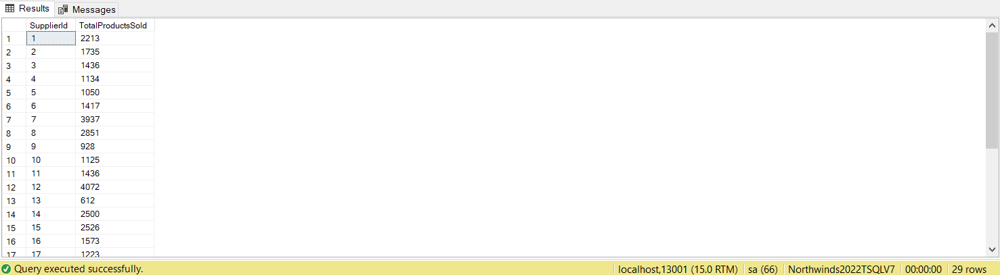 Results Messages
SupplierId TotalProductsSold
1 1 2213
2 2 1735
3 3 1436
4 4 1134
5 5 1050
6 6 1417
7 7 3937
8 8 2851
9 9 928
10 10 1125
11 11 1436
12 12 4072
13 13 612
14 14 2500
15 15 2526
16 16 1573
17 17 1223
Query executed successfully. localhost,13001 (15.0 RTM) sa (66) Northwinds2022TSQLV7 00:00:00 29 rows